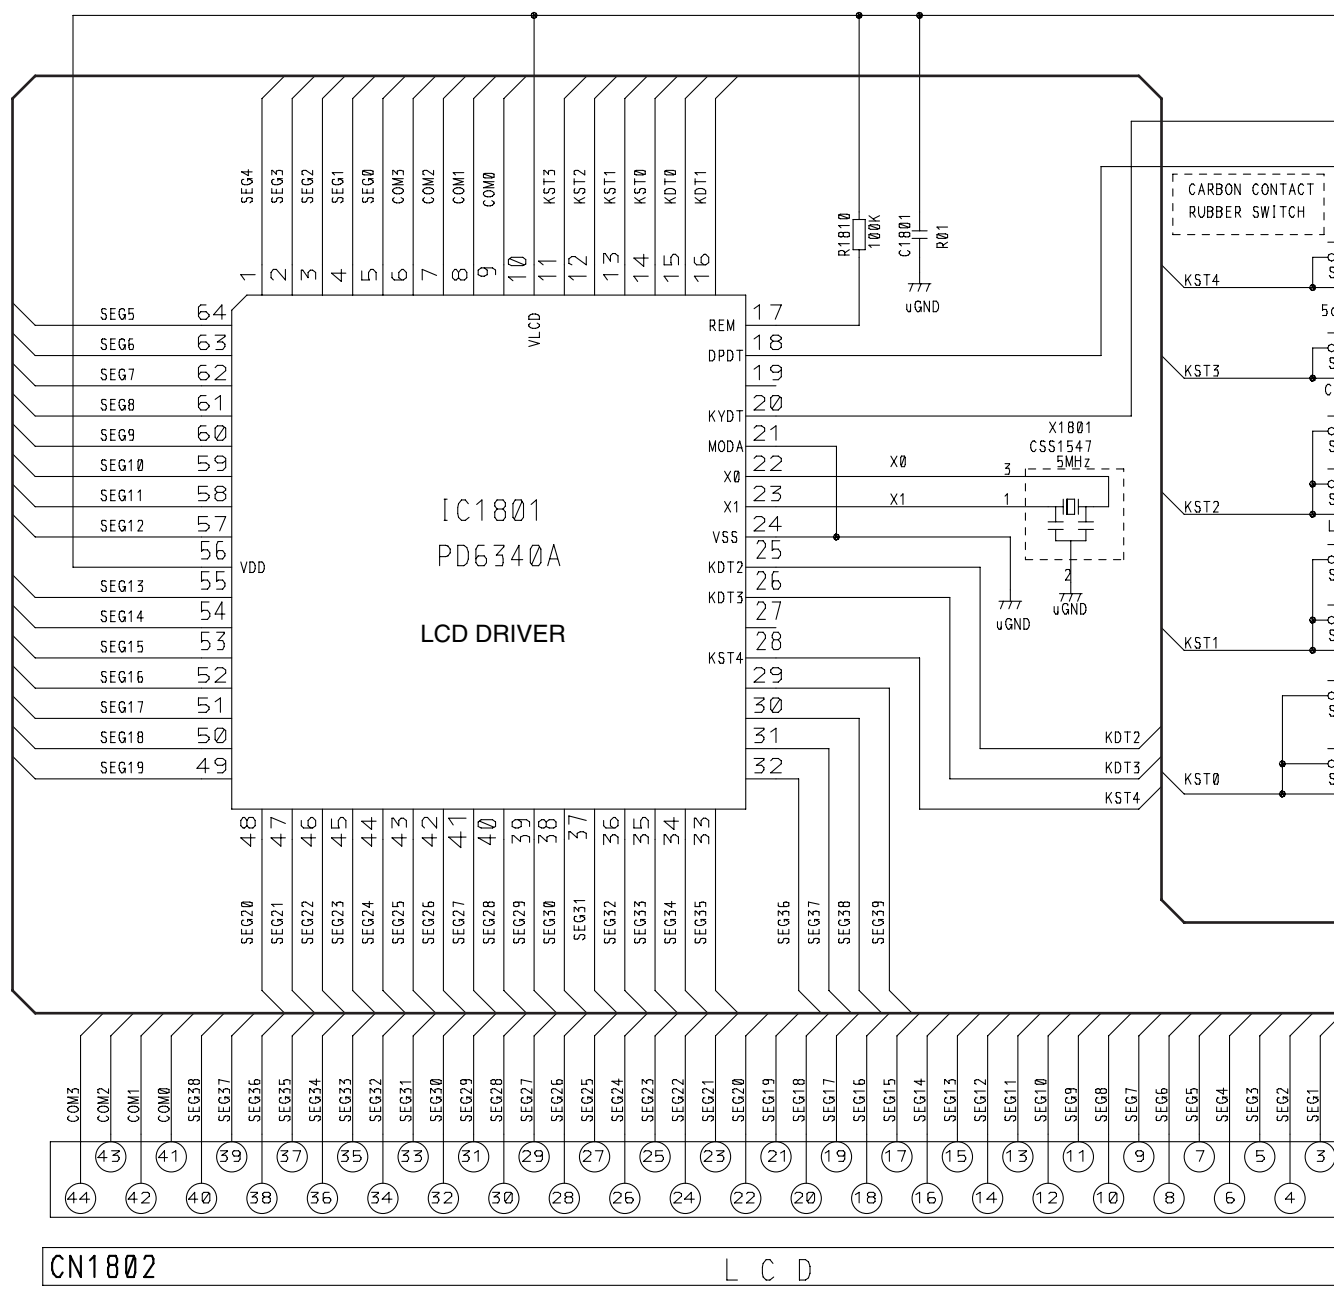 SEG4
SEG3
SEG2
SEG1
SEG0
COM3
COM2
COM1
COM0
KST3
KST2
KST1
KST0
KDT0
KDT1
1
2
3
4
5
6
7
8
9
10
11
12
13
14
15
16
R1810
100K
C1801
R01
uGND
CARBON CONTACT
RUBBER SWITCH
KST4
KST3
KST2
KST1
KST0
SEG5 64
SEG6 63
SEG7 62
SEG8 61
SEG9 60
SEG10 59
SEG11 58
SEG12 57
56 VDD
SEG13 55
SEG14 54
SEG15 53
SEG16 52
SEG17 51
SEG18 50
SEG19 49
VLCD
IC1801
PD6340A
LCD DRIVER
REM 17
DPDT 18
19
KYDT 20
MODA 21
X0 22
X1 23
VSS 24
KDT2 25
KDT3 26
27
KST4 28
29
30
31
32
X0
X1
X1801
CSS1547
5MHz
3
1
2
uGND
uGND
KDT2
KDT3
KST4
48
47
46
45
44
43
42
41
40
39
38
37
36
35
34
33
SEG20
SEG21
SEG22
SEG23
SEG24
SEG25
SEG26
SEG27
SEG28
SEG29
SEG30
SEG31
SEG32
SEG33
SEG34
SEG35
SEG36
SEG37
SEG38
SEG39
COM3
COM2
COM1
COM0
SEG38
SEG37
SEG36
SEG35
SEG34
SEG33
SEG32
SEG31
SEG30
SEG29
SEG28
SEG27
SEG26
SEG25
SEG24
SEG23
SEG22
SEG21
SEG20
SEG19
SEG18
SEG17
SEG16
SEG15
SEG14
SEG13
SEG12
SEG11
SEG10
SEG9
SEG8
SEG7
SEG6
SEG5
SEG4
SEG3
SEG2
SEG1
43 41 39 37 35 33 31 29 27 25 23 21 19 17 15 13 11 9 7 5 3
44 42 40 38 36 34 32 30 28 26 24 22 20 18 16 14 12 10 8 6 4
CN1802
LCD